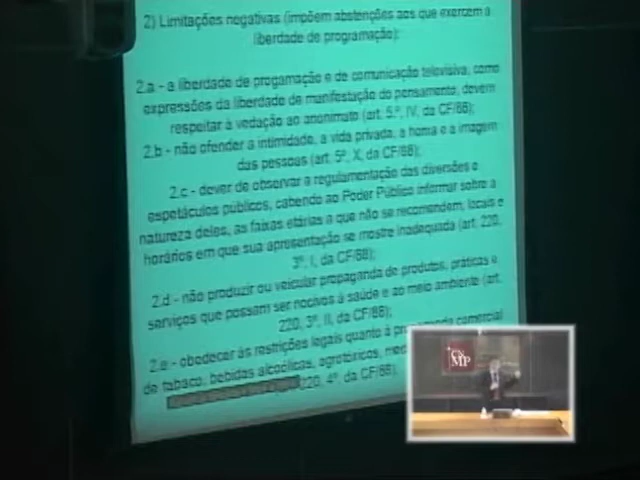 2) Limitações negativas (impõem abstenções aos que exercem a
liberdade de programação):
2.a - a liberdade de progamação e de comunicação televisiva, como
expressões da liberdade de manifestação do pensamento, devem
respeitar à vedação ao anonimato (art. 5.º, IV, da CF/88);
2.b - não ofender a intimidade, a vida privada, a honra e a imagem
das pessoas (art. 5º, X, da CF/88);
2.c - dever de observar a regulamentação das diversões e
espetáculos públicos, cabendo ao Poder Público informar sobre a
natureza deles, as faixas etárias a que não se recomendem, locais e
horários em que sua apresentação se mostre inadequada (art. 220,
3º, I, da CF/88);
2.d - não produzir ou veicular propaganda de produtos, práticas e
serviços que possam ser nocivos à saúde e ao meio ambiente (art.
220, 3º, II, da CF/88);
2.e - obedecer às restrições legais quanto à comercial
de tabaco, bebidas alcoólicas, agrotóxicos,
220, 4º, da CF/88).
MP